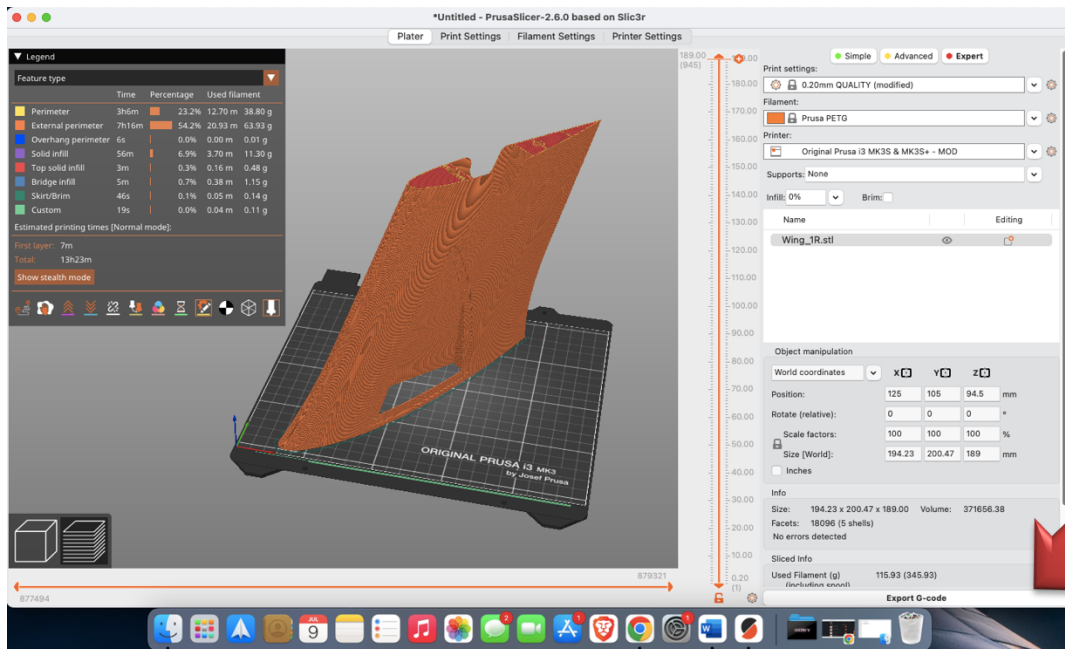 *Untitled - PrusaSlicer-2.6.0 based on Slic3r
Plater Print Settings Filament Settings Printer Settings
Legend
Feature type
Time Percentage Used filament
Perimeter 3h6m 23.2% 12.70 m 38.80 g
External perimeter 7h16m 54.2% 20.93 m 63.93 g
Overhang perimeter 6s 0.0% 0.00 m 0.01 g
Solid infill 56m 6.9% 3.70 m 11.30 g
Top solid infill 3m 0.3% 0.16 m 0.48 g
Bridge infill 5m 0.7% 0.38 m 1.15 g
Skirt/Brim 46s 0.1% 0.05 m 0.14 g
Custom 19s 0.0% 0.04 m 0.11 g
Estimated printing times [Normal mode]:
First layer: 7m
Total: 13h23m
Show stealth mode
ORIGINAL PRUSA i3 MK3
by Josef Prusa
877494
879321
189.00
(945)
180.00
170.00
160.00
150.00
140.00
130.00
120.00
110.00
100.00
90.00
80.00
70.00
60.00
50.00
40.00
30.00
20.00
10.00
0.20
(1)
Simple Advanced Expert
Print settings:
0.20mm QUALITY (modified)
Filament:
Prusa PETG
Printer:
Original Prusa i3 MK3S & MK3S+ - MOD
Supports: None
Infill: 0% Brim:
Name Editing
Wing_1R.stl
Object manipulation
World coordinates X Y Z
Position: 125 105 94.5 mm
Rotate (relative): 0 0 0 °
Scale factors: 100 100 100 %
Size [World]: 194.23 200.47 189 mm
Inches
Info
Size: 194.23 x 200.47 x 189.00 Volume: 371656.38
Facets: 18096 (5 shells)
No errors detected
Sliced Info
Used Filament (g) 115.93 (345.93)
(including spool)
Export G-code
JUL
9
2
1
1
W